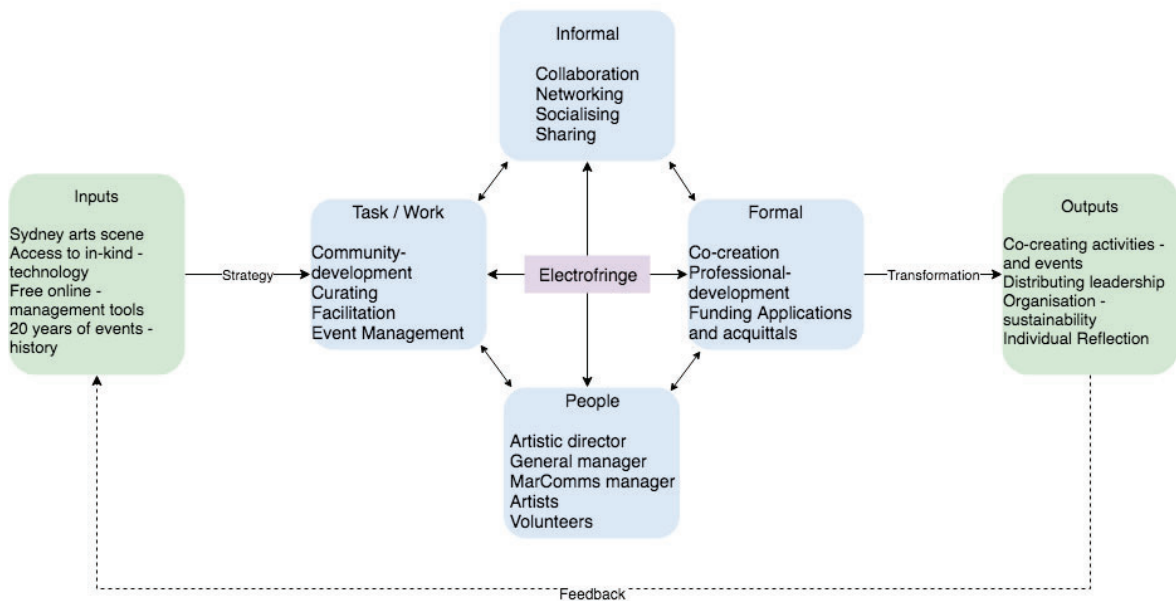 Informal
Collaboration
Networking
Socialising
Sharing
Inputs
Sydney arts scene
Access to in-kind -
technology
Free online -
management tools
20 years of events -
history
Strategy
Task / Work
Community-
development
Curating
Facilitation
Event Management
Electrofringe
Formal
Co-creation
Professional-
development
Funding Applications
and acquittals
Transformation
Outputs
Co-creating activities -
and events
Distributing leadership
Organisation -
sustainability
Individual Reflection
People
Artistic director
General manager
MarComms manager
Artists
Volunteers
Feedback